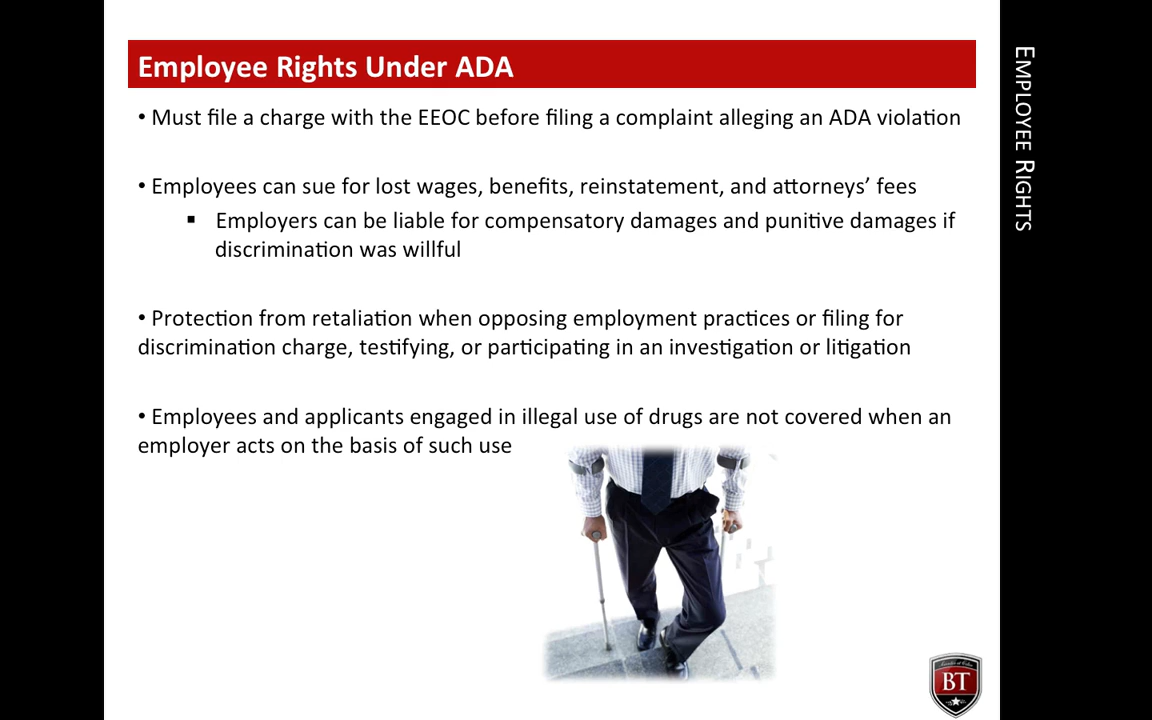 Employee Rights Under ADA
• Must file a charge with the EEOC before filing a complaint alleging an ADA violation
• Employees can sue for lost wages, benefits, reinstatement, and attorneys’ fees
▪ Employers can be liable for compensatory damages and punitive damages if
discrimination was willful
• Protection from retaliation when opposing employment practices or filing for
discrimination charge, testifying, or participating in an investigation or litigation
• Employees and applicants engaged in illegal use of drugs are not covered when an
employer acts on the basis of such use
EMPLOYEE RIGHTS
BT